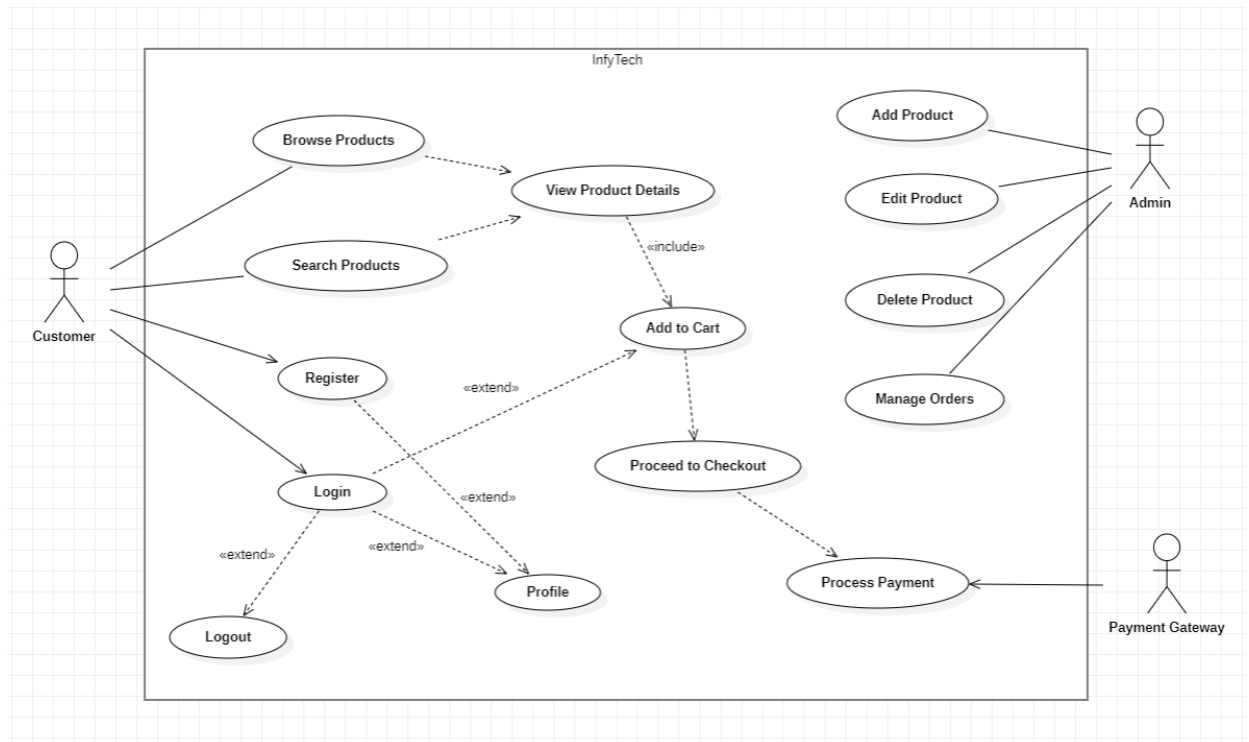 InfyTech
Add Product
Browse Products
View Product Details
Edit Product
Admin
«include»
Search Products
Delete Product
Customer
Add to Cart
Register
«extend»
Manage Orders
Proceed to Checkout
Login
«extend»
«extend»
«extend»
Process Payment
Profile
Payment Gateway
Logout